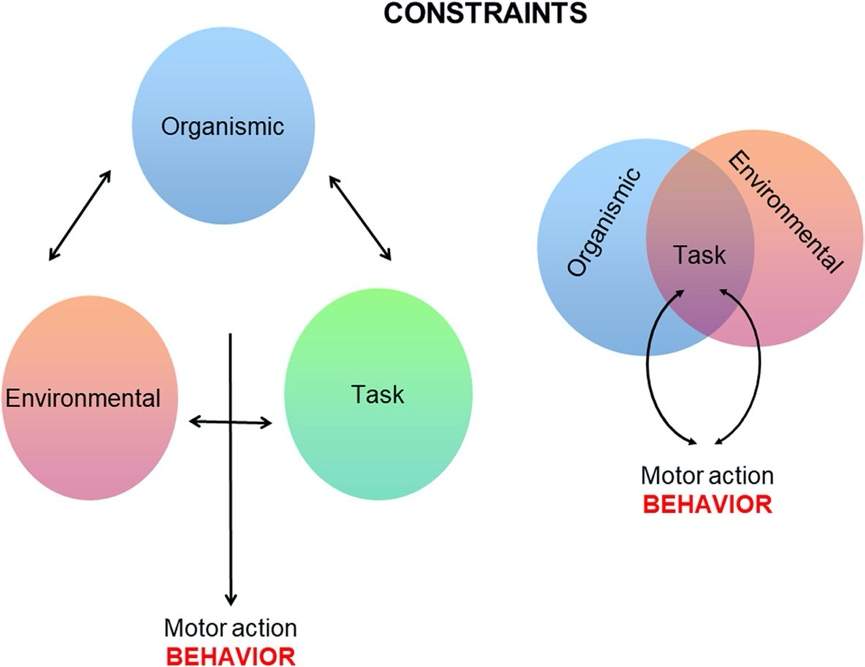 CONSTRAINTS
Organismic
Environmental
Task
Motor action
BEHAVIOR
Organismic
Environmental
Task
Motor action
BEHAVIOR